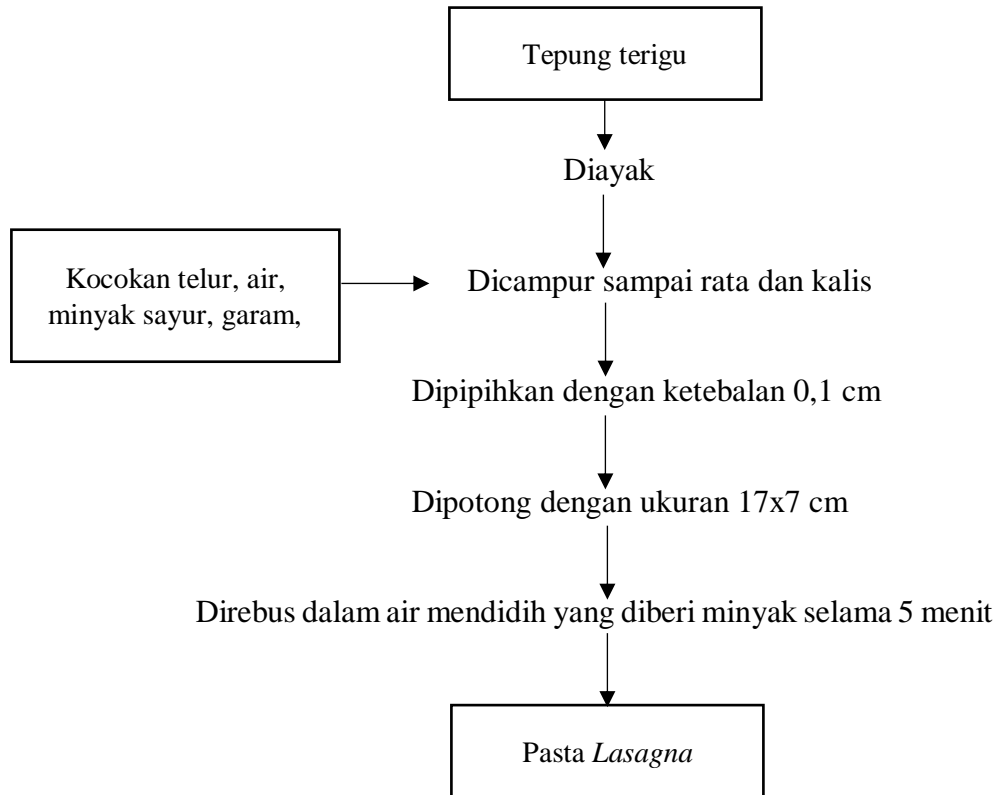 Tepung terigu
Diayak
Kocokan telur, air,
minyak sayur, garam,
Dicampur sampai rata dan kalis
Dipipihkan dengan ketebalan 0,1 cm
Dipotong dengan ukuran 17x7 cm
Direbus dalam air mendidih yang diberi minyak selama 5 menit
Pasta Lasagna